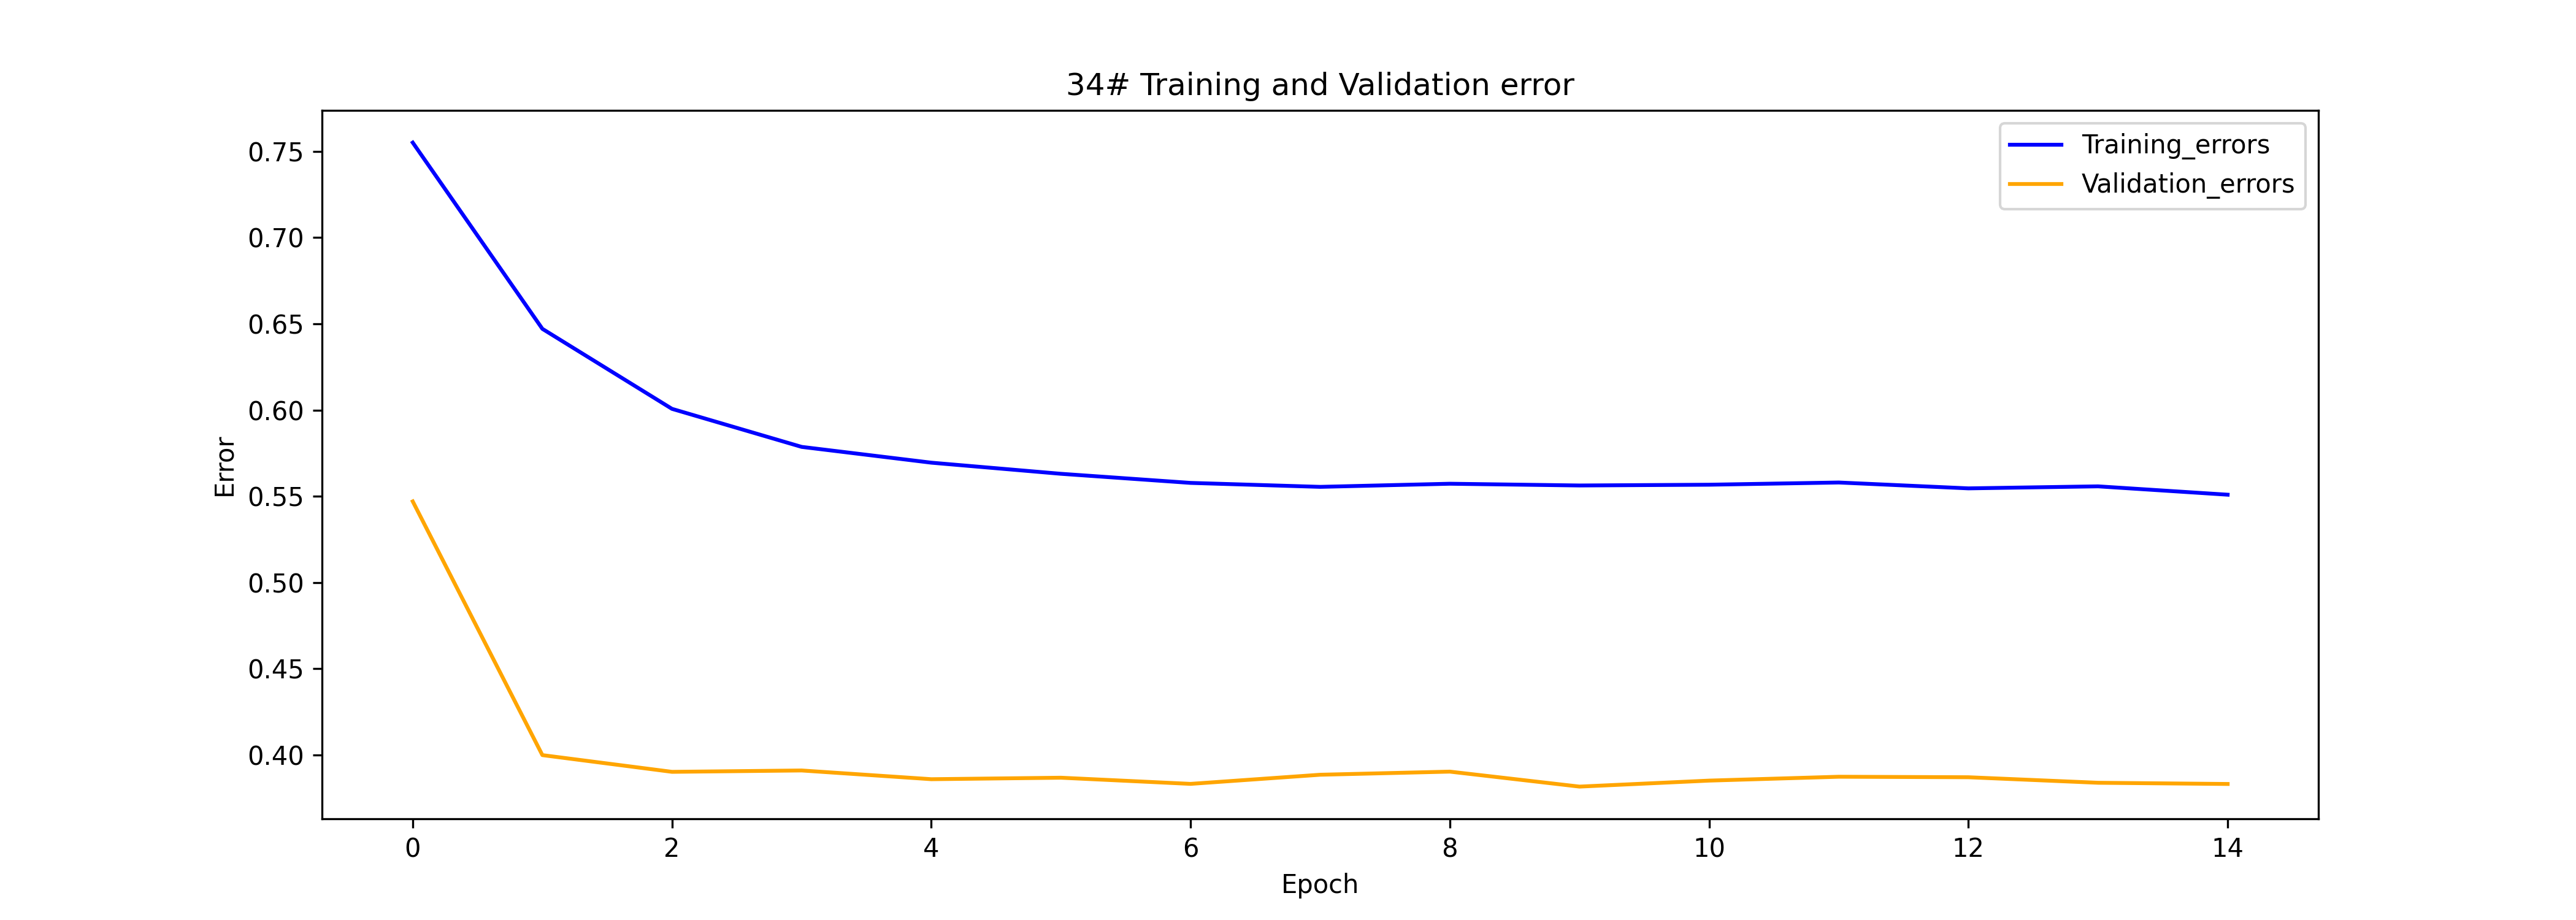 34# Training and Validation error
Training_errors
Validation_errors
0.75
0.70
0.65
0.60
0.55
0.50
0.45
0.40
Error
0 2 4 6 8 10 12 14
Epoch